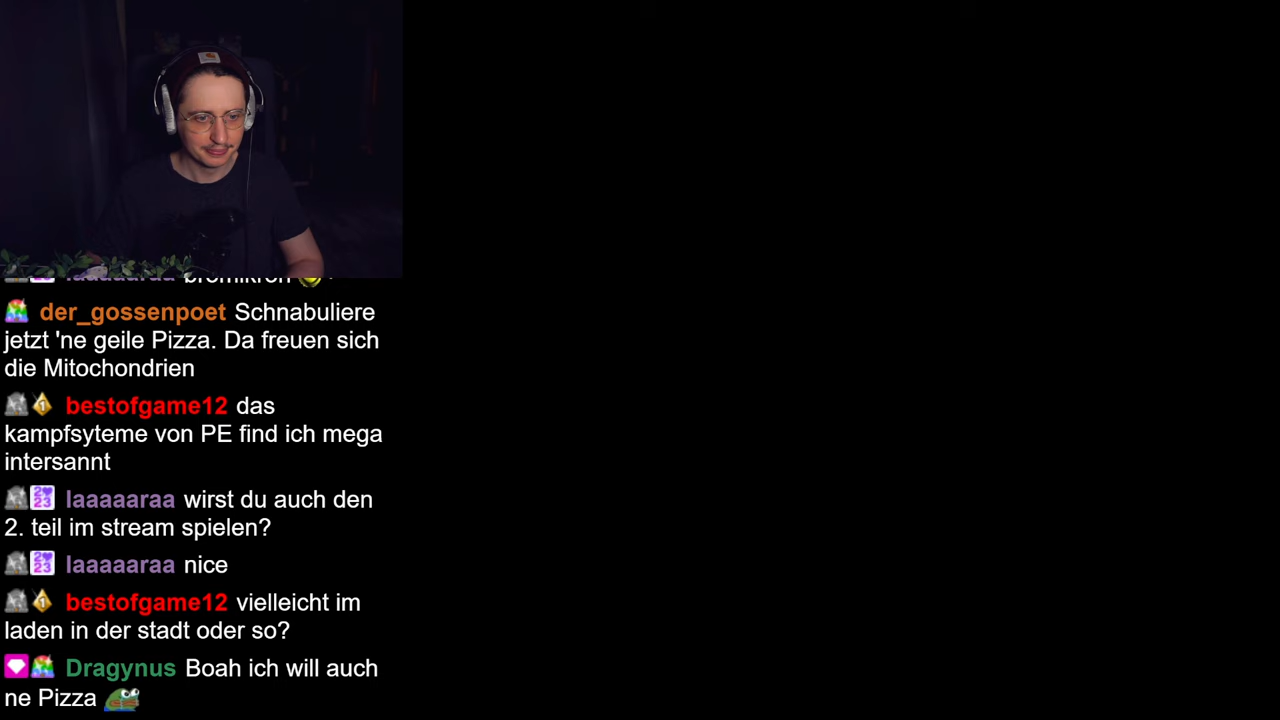 der_gossenpoet Schnabuliere
jetzt 'ne geile Pizza. Da freuen sich
die Mitochondrien
bestofgame12 das
kampfsyteme von PE find ich mega
intersannt
laaaaaraa wirst du auch den
2. teil im stream spielen?
laaaaaraa nice
bestofgame12 vielleicht im
laden in der stadt oder so?
Dragynus Boah ich will auch
ne Pizza